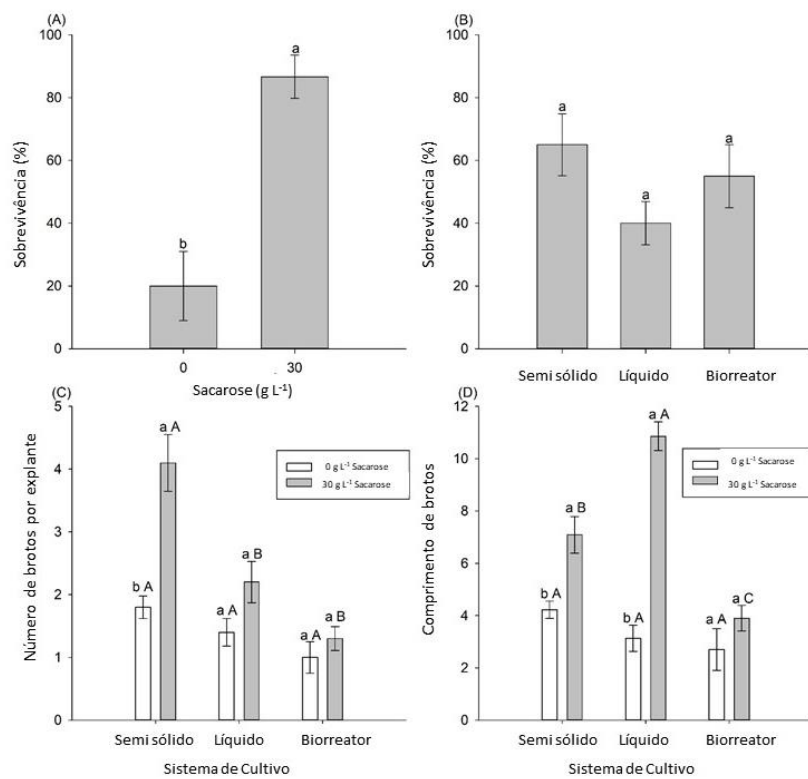 (A)
Sobrevivência (%)
100
80
60
40
20
0
b
a
0
30
Sacarose (g L⁻¹)
(B)
Sobrevivência (%)
100
80
60
40
20
0
a
a
a
Semi sólido
Líquido
Biorreator
(C)
Número de brotos por explante
5
4
3
2
1
0
0 g L⁻¹ Sacarose
30 g L⁻¹ Sacarose
b A
a A
a A
a B
a A
a B
Semi sólido
Líquido
Biorreator
Sistema de Cultivo
(D)
Comprimento de brotos
12
10
8
6
4
2
0
0 g L⁻¹ Sacarose
30 g L⁻¹ Sacarose
b A
a B
b A
a A
a A
a C
Semi sólido
Líquido
Biorreator
Sistema de Cultivo